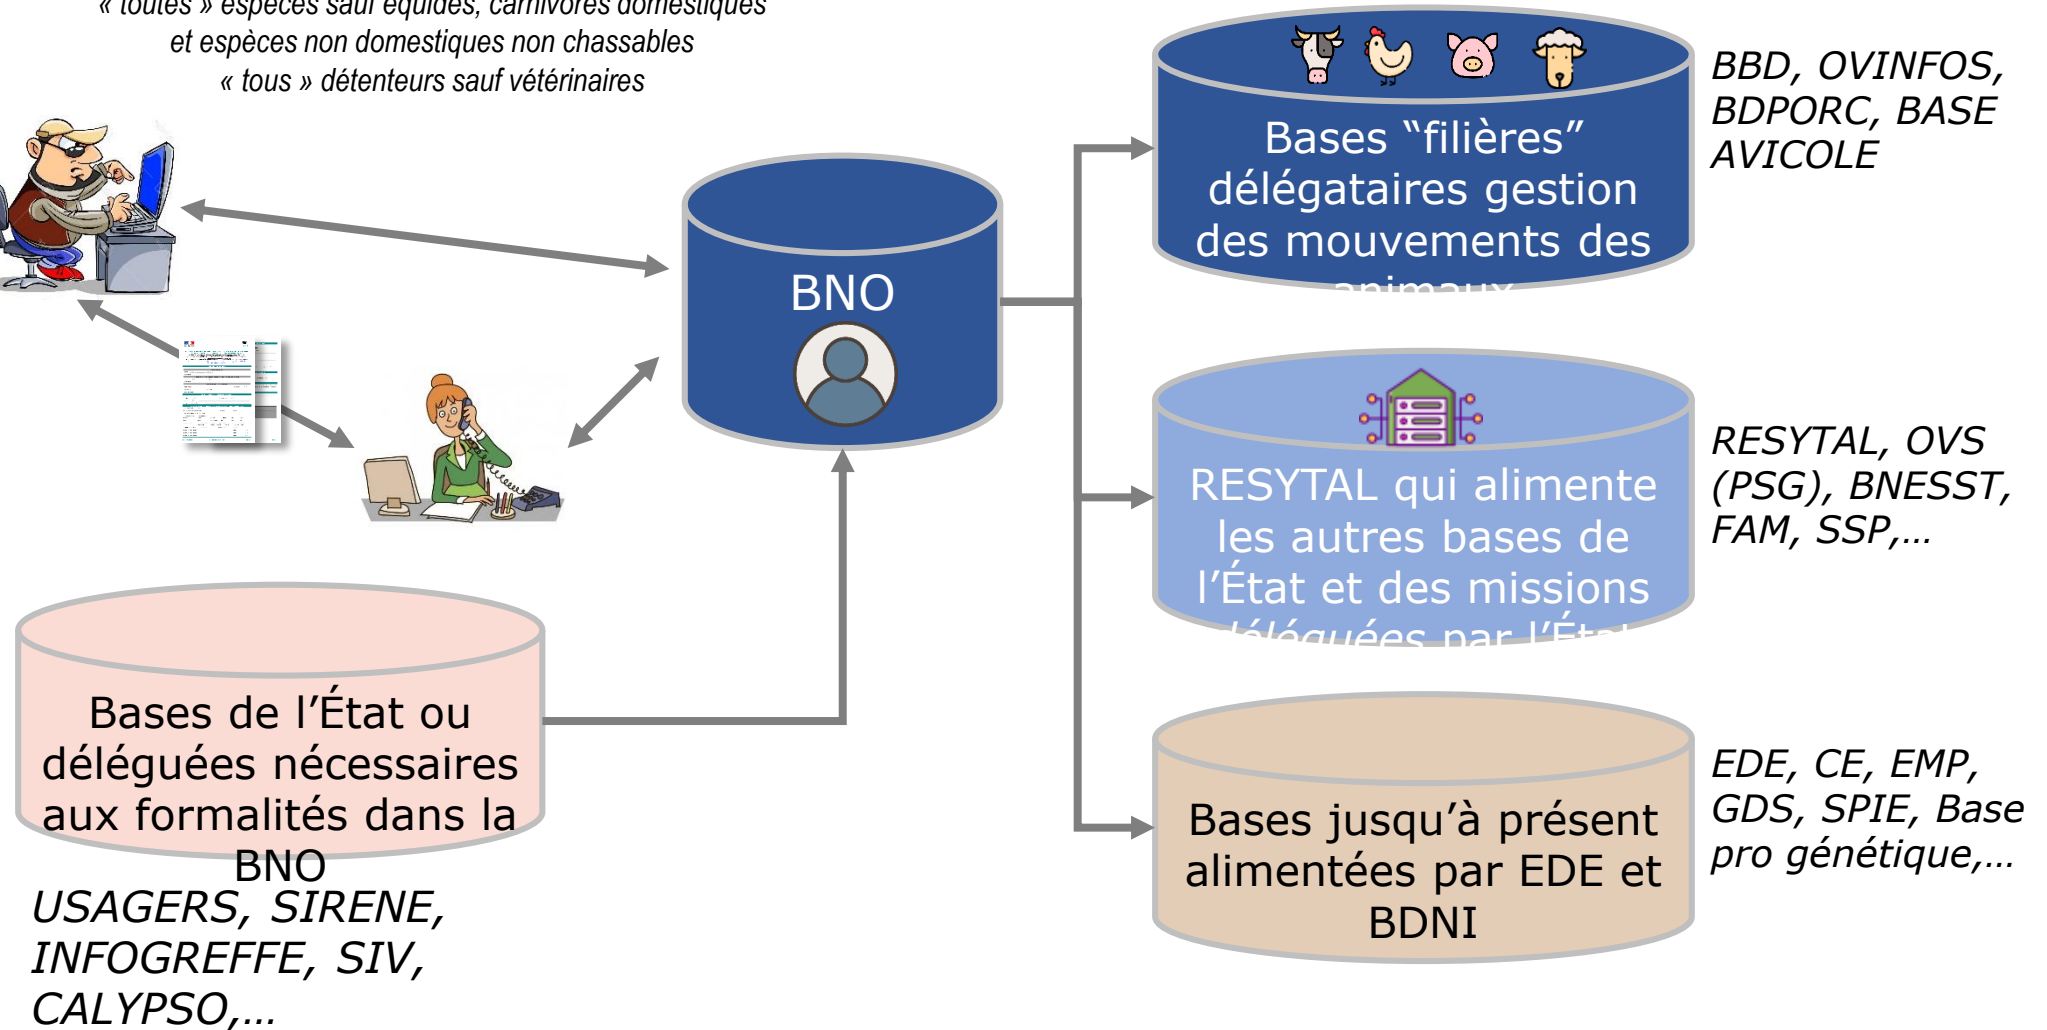 « toutes » espèces sauf équidés, carnivores domestiques
et espèces non domestiques non chassables
« tous » détenteurs sauf vétérinaires
BNO
Bases “filières”
délégataires gestion
des mouvements des
animaux
BBD, OVINFOS,
BDPORC, BASE
AVICOLE
RESYTAL qui alimente
les autres bases de
l’État et des missions
déléguées par l’État
RESYTAL, OVS
(PSG), BNESST,
FAM, SSP,…
Bases de l’État ou
déléguées nécessaires
aux formalités dans la
BNO
USAGERS, SIRENE,
INFOGREFFE, SIV,
CALYPSO,…
Bases jusqu’à présent
alimentées par EDE et
BDNI
EDE, CE, EMP,
GDS, SPIE, Base
pro génétique,…